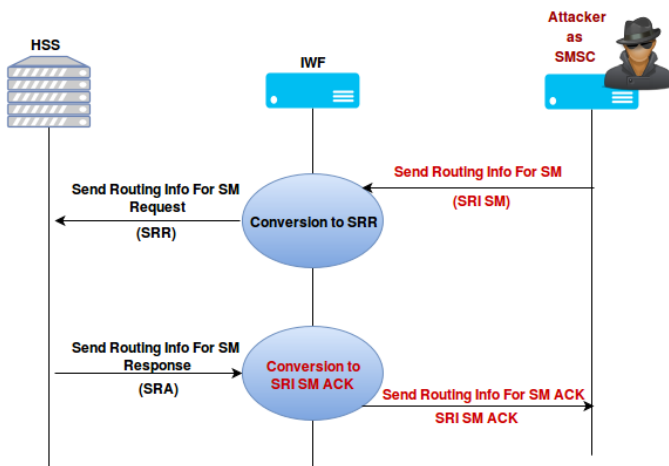 HSS
IWF
Attacker
as
SMSC
Send Routing Info For SM
(SRI SM)
Send Routing Info For SM
Request
(SRR)
Conversion to SRR
Send Routing Info For SM
Response
(SRA)
Conversion to
SRI SM ACK
Send Routing Info For SM ACK
SRI SM ACK